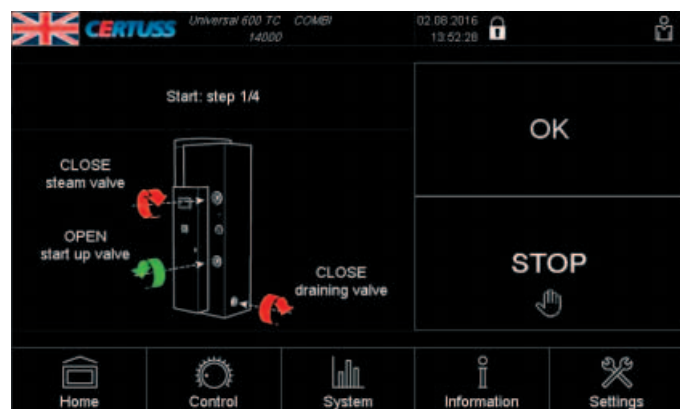 CERTUSS
Universal 600 TC COMBI
14000
02.08.2016
13:52:28
Start: step 1/4
CLOSE
steam valve
OPEN
start up valve
CLOSE
draining valve
OK
STOP
Home
Control
System
Information
Settings